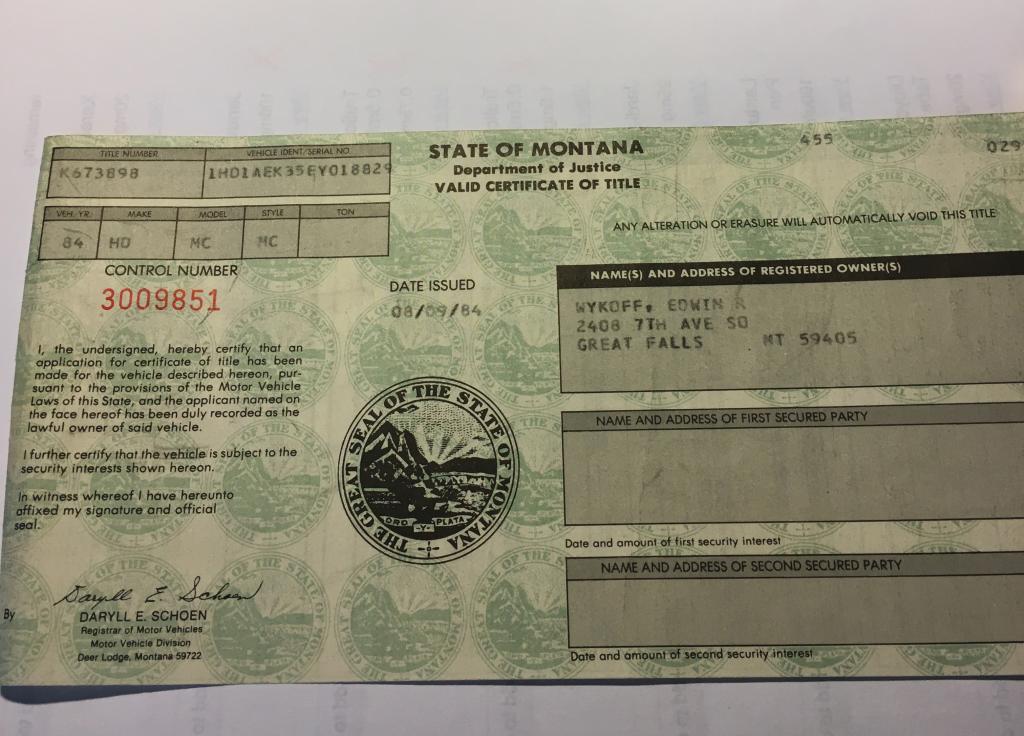 455 029
STATE OF MONTANA
Department of Justice
VALID CERTIFICATE OF TITLE
TITLE NUMBER VEHICLE IDENT/SERIAL NO.
K673898 1HD1AEK35EY018829
VEH. YR. MAKE MODEL STYLE TON
84 HD MC MC
ANY ALTERATION OR ERASURE WILL AUTOMATICALLY VOID THIS TITLE
CONTROL NUMBER
3009851
DATE ISSUED
08/09/84
NAME(S) AND ADDRESS OF REGISTERED OWNER(S)
WYKOFF, EDWIN R
2408 7TH AVE SO
GREAT FALLS MT 59405
I, the undersigned, hereby certify that an
application for certificate of title has been
made for the vehicle described hereon, pur-
suant to the provisions of the Motor Vehicle
Laws of this State, and the applicant named on
the face hereof has been duly recorded as the
lawful owner of said vehicle.
I further certify that the vehicle is subject to the
security interests shown hereon.
In witness whereof I have hereunto
affixed my signature and official
seal.
THE GREAT SEAL OF THE STATE OF MONTANA
ORO Y PLATA
NAME AND ADDRESS OF FIRST SECURED PARTY
Date and amount of first security interest
NAME AND ADDRESS OF SECOND SECURED PARTY
Date and amount of second security interest
Daryll E. Schoen
By DARYLL E. SCHOEN
Registrar of Motor Vehicles
Motor Vehicle Division
Deer Lodge, Montana 59722